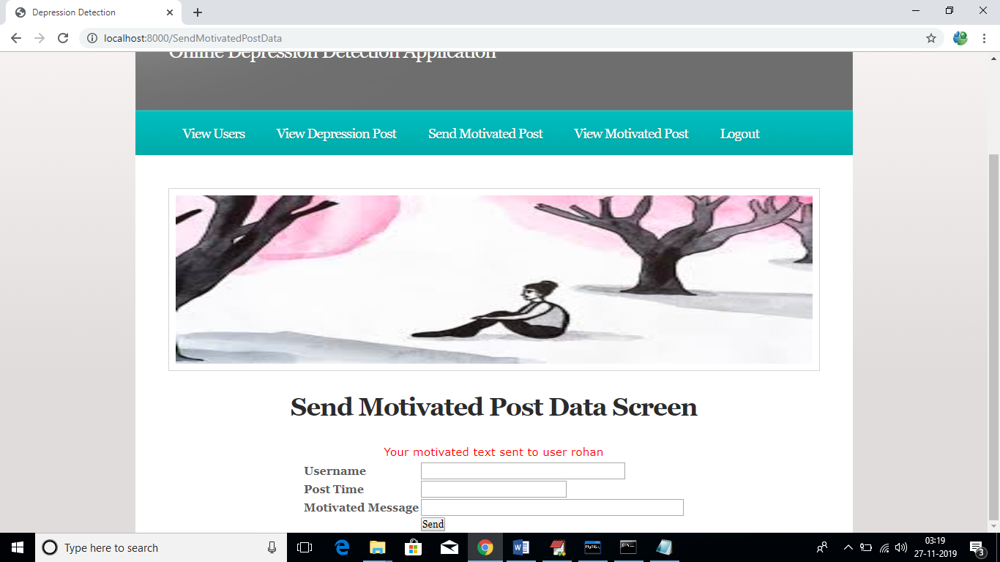 Depression Detection
localhost:8000/SendMotivatedPostData
Online Depression Detection Application
View Users View Depression Post Send Motivated Post View Motivated Post Logout
Send Motivated Post Data Screen
Your motivated text sent to user rohan
Username
Post Time
Motivated Message
Send
Type here to search
03:19
27-11-2019
3